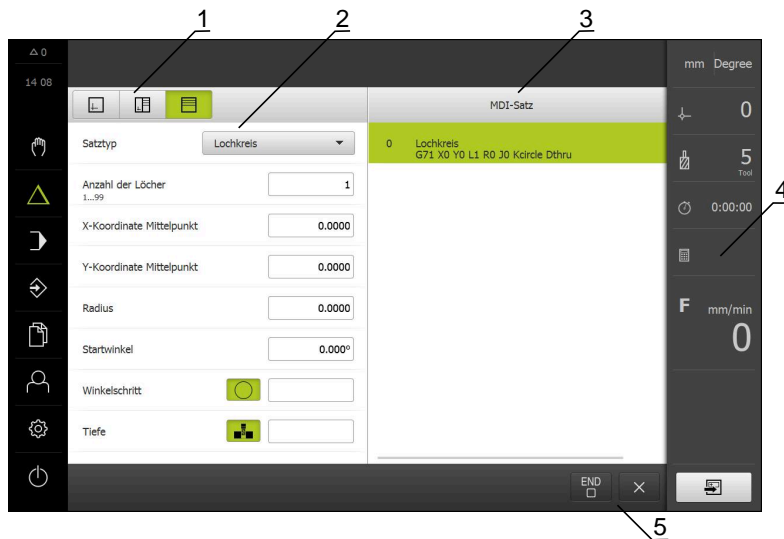 1 2 3
0
14 08
mm Degree
MDI-Satz
0
Satztyp Lochkreis
0 Lochkreis
G71 X0 Y0 L1 R0 J0 Kcircle Dthru
5
Tool
Anzahl der Löcher 1
1...99
4
0:00:00
X-Koordinate Mittelpunkt 0.0000
Y-Koordinate Mittelpunkt 0.0000
Radius 0.0000
F mm/min
0
Startwinkel 0.000°
Winkelschritt
Tiefe
END
5